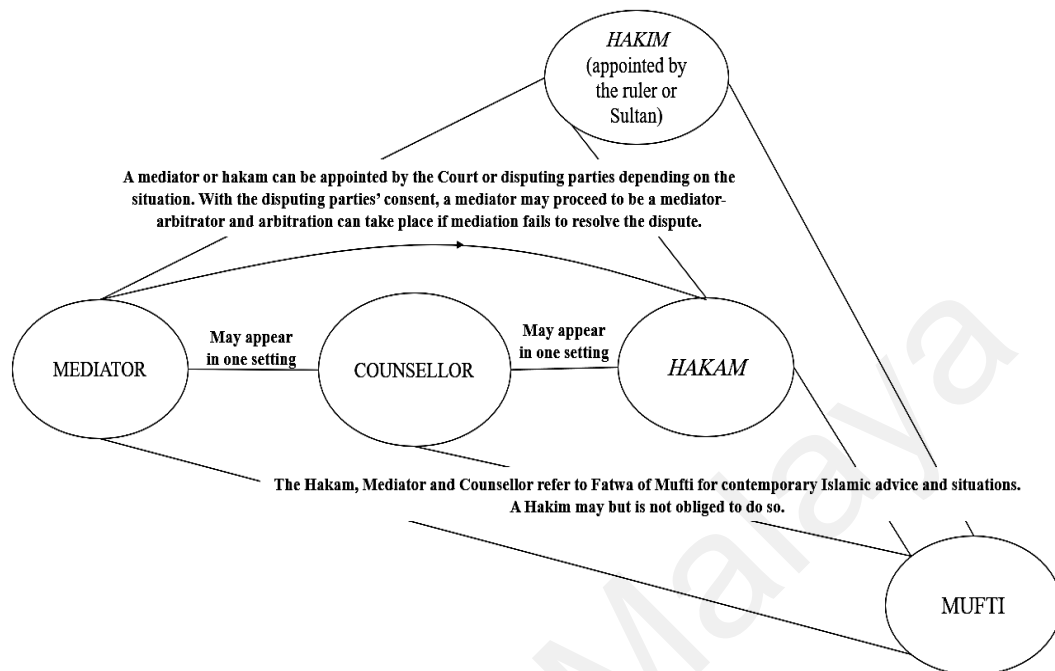 HAKIM
(appointed by
the ruler or
Sultan)
A mediator or hakam can be appointed by the Court or disputing parties depending on the
situation. With the disputing parties’ consent, a mediator may proceed to be a mediator-
arbitrator and arbitration can take place if mediation fails to resolve the dispute.
MEDIATOR
May appear
in one setting
COUNSELLOR
May appear
in one setting
HAKAM
The Hakam, Mediator and Counsellor refer to Fatwa of Mufti for contemporary Islamic advice and situations.
A Hakim may but is not obliged to do so.
MUFTI
Malaya